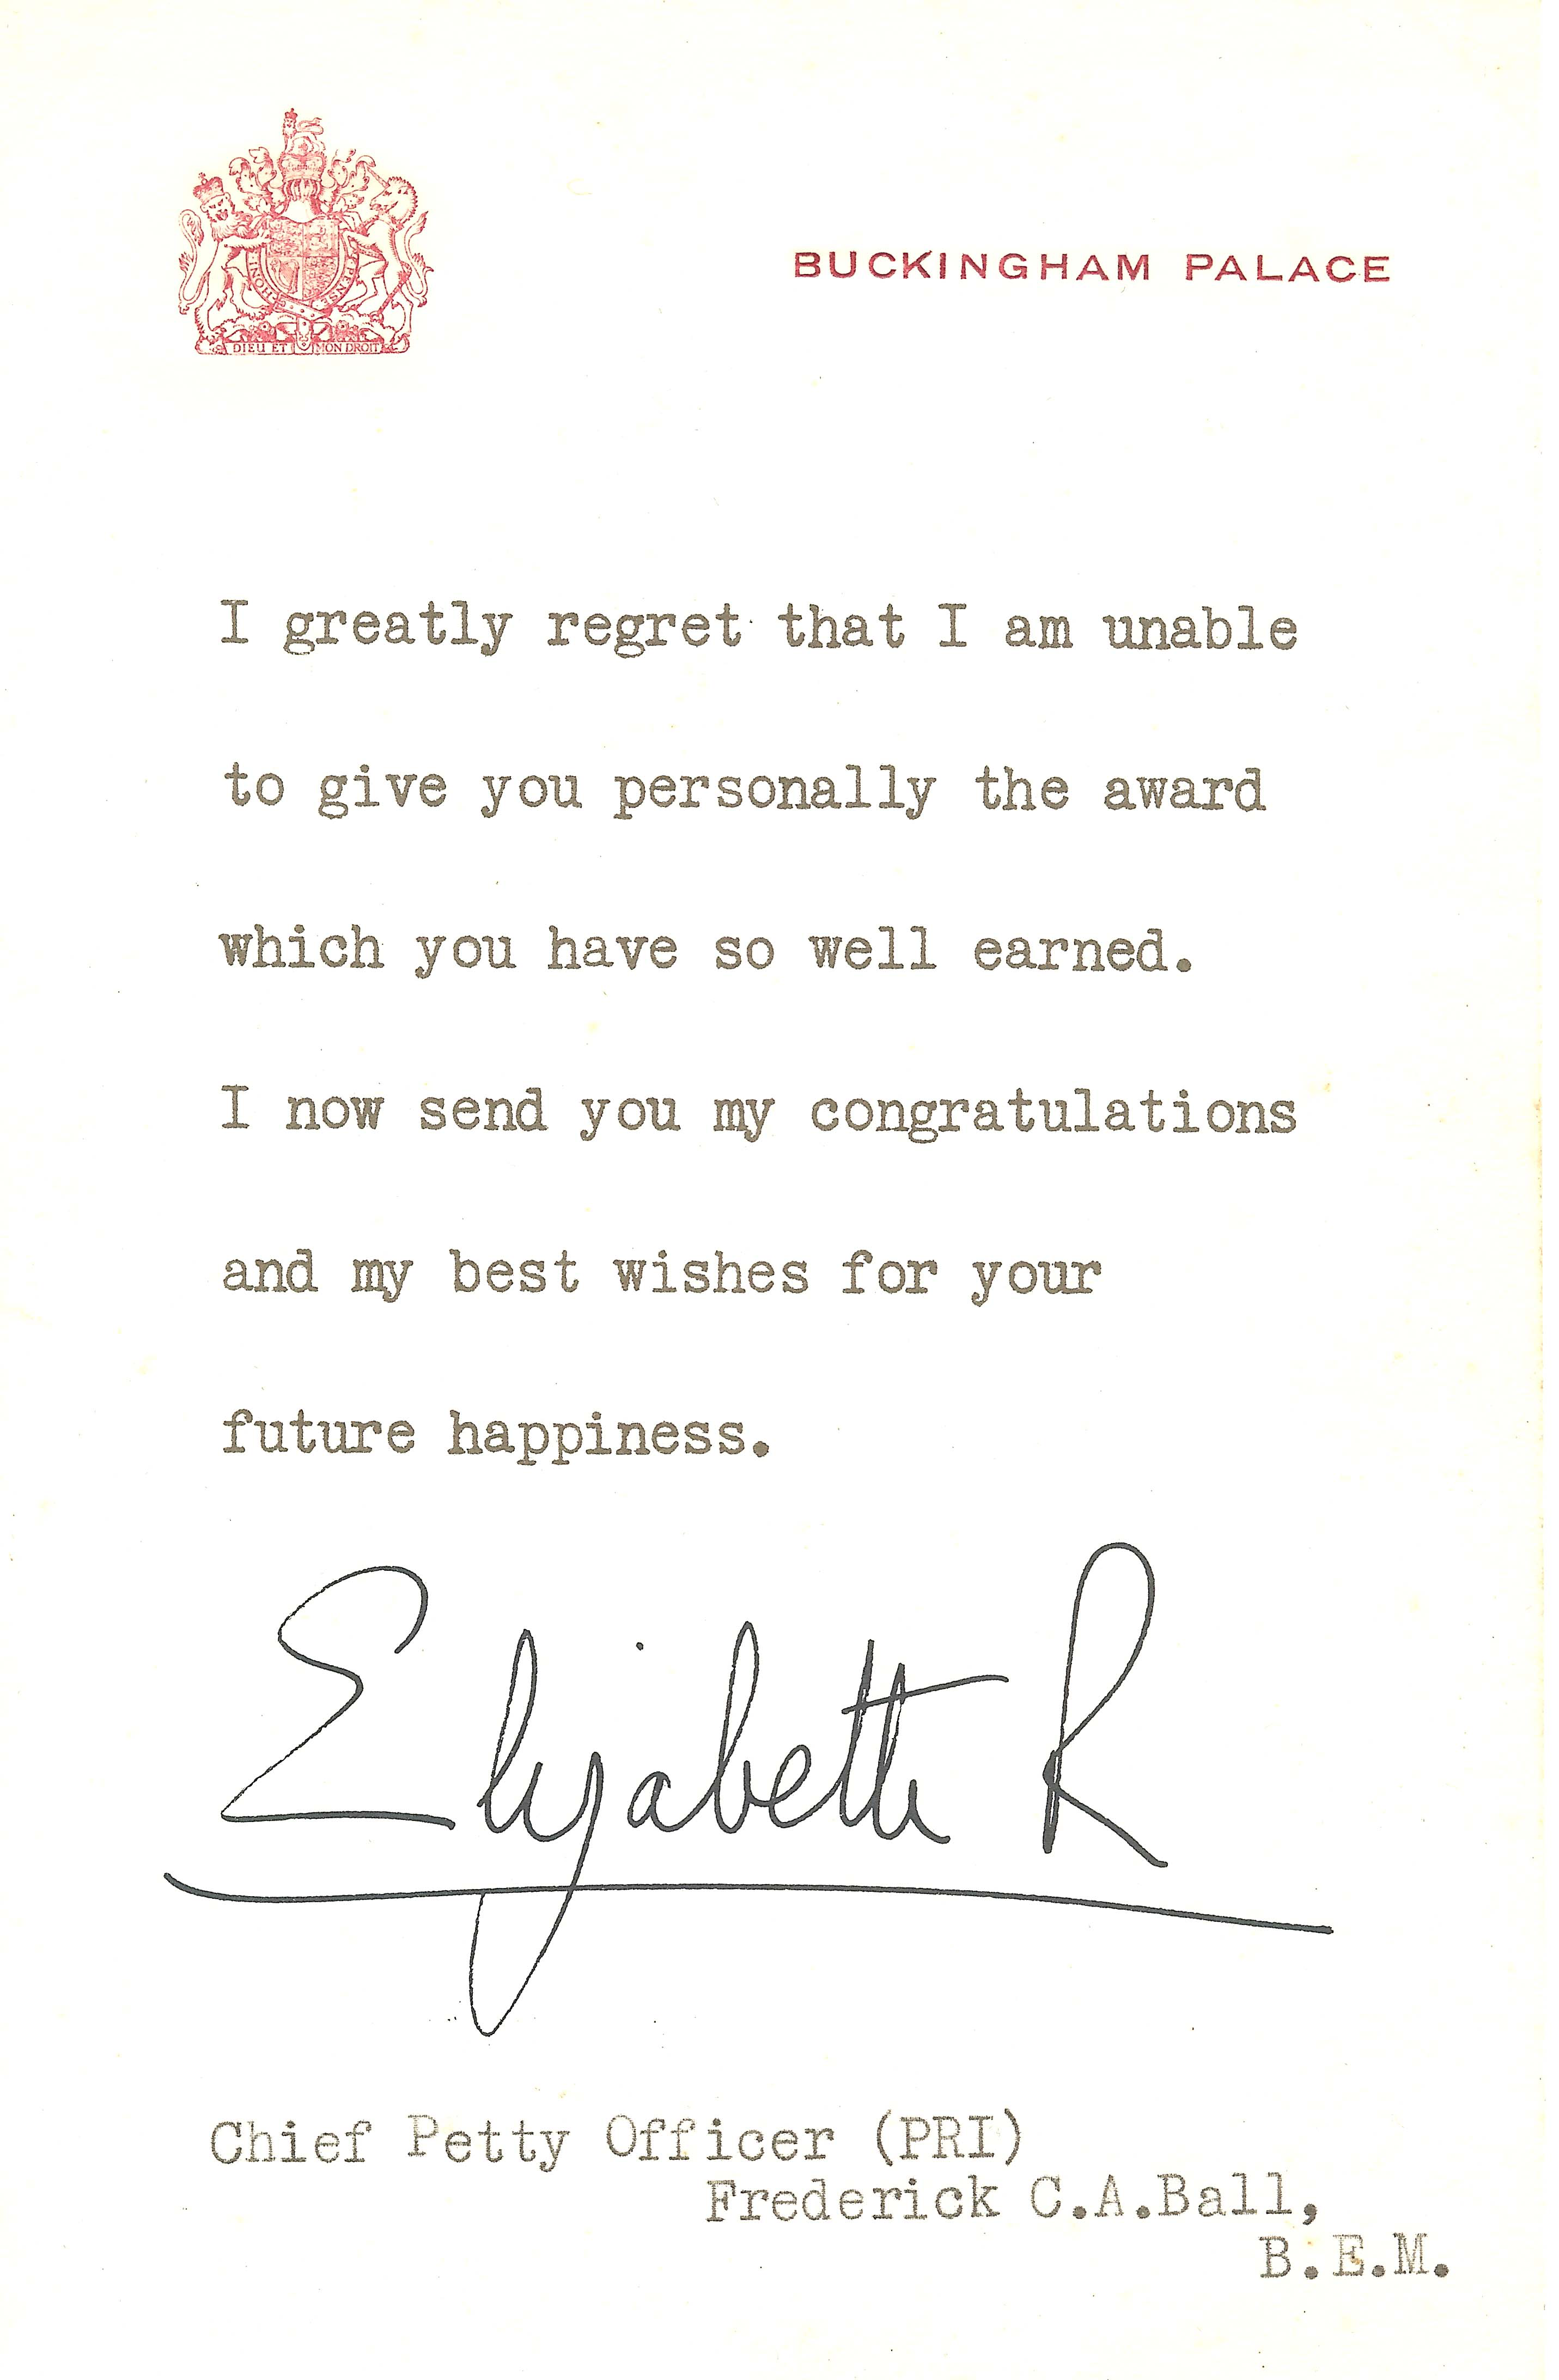 BUCKINGHAM PALACE
HONI
PENSE
DIEU ET MON DROIT
I greatly regret that I am unable
to give you personally the award
which you have so well earned.
I now send you my congratulations
and my best wishes for your
future happiness.
Elizabeth R
Chief Petty Officer (PRI)
Frederick C.A.Ball,
B.E.M.